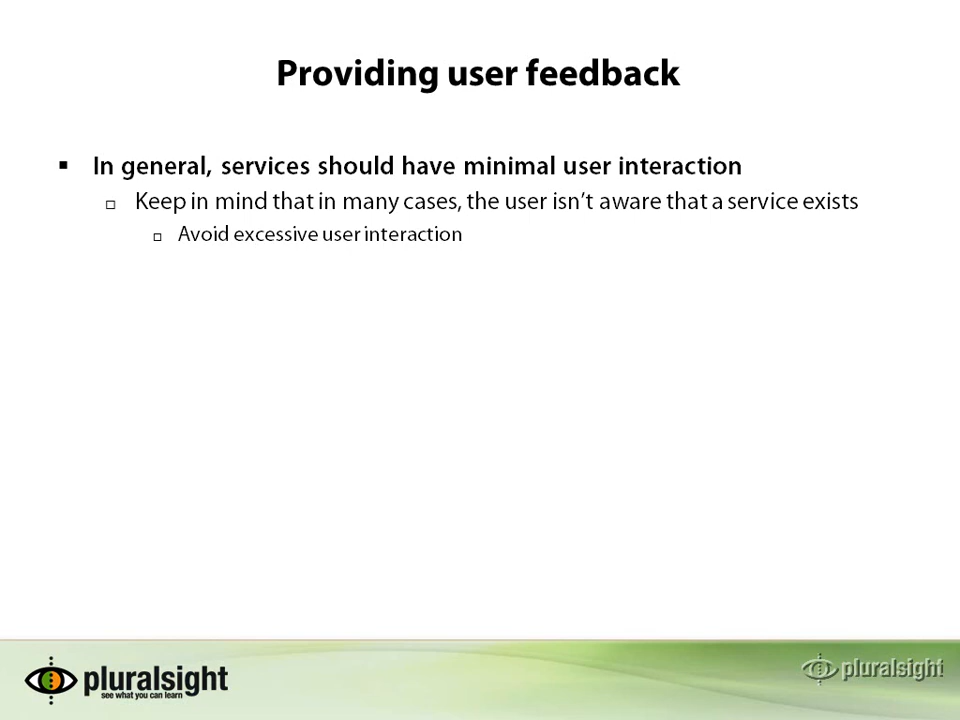 Providing user feedback
▪ In general, services should have minimal user interaction
□ Keep in mind that in many cases, the user isn’t aware that a service exists
□ Avoid excessive user interaction
pluralsight
see what you can learn
pluralsight